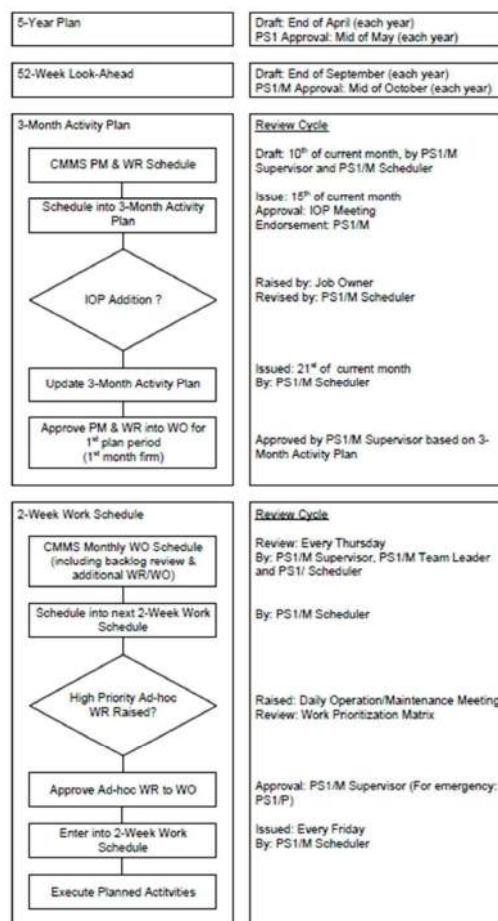 5-Year Plan
Draft: End of April (each year)
PS1 Approval: Mid of May (each year)
52-Week Look-Ahead
Draft: End of September (each year)
PS1/M Approval: Mid of October (each year)
3-Month Activity Plan
CMMS PM & WR Schedule
Schedule into 3-Month Activity
Plan
IOP Addition ?
Update 3-Month Activity Plan
Approve PM & WR into WO for
1st plan period
(1st month firm)
Review Cycle
Draft: 10th of current month, by PS1/M
Supervisor and PS1/M Scheduler
Issue: 15th of current month
Approval: IOP Meeting
Endorsement: PS1/M
Raised by: Job Owner
Revised by: PS1/M Scheduler
Issued: 21st of current month
By: PS1/M Scheduler
Approved by PS1/M Supervisor based on 3-
Month Activity Plan
2-Week Work Schedule
CMMS Monthly WO Schedule
(including backlog review &
additional WR/WO)
Schedule into next 2-Week Work
Schedule
High Priority Ad-hoc
WR Raised?
Approve Ad-hoc WR to WO
Enter into 2-Week Work
Schedule
Execute Planned Actitvities
Review Cycle
Review: Every Thursday
By: PS1/M Supervisor, PS1/M Team Leader
and PS1/ Scheduler
By: PS1/M Scheduler
Raised: Daily Operation/Maintenance Meeting
Review: Work Prioritization Matrix
Approval: PS1/M Supervisor (For emergency:
PS1/P)
Issued: Every Friday
By: PS1/M Scheduler